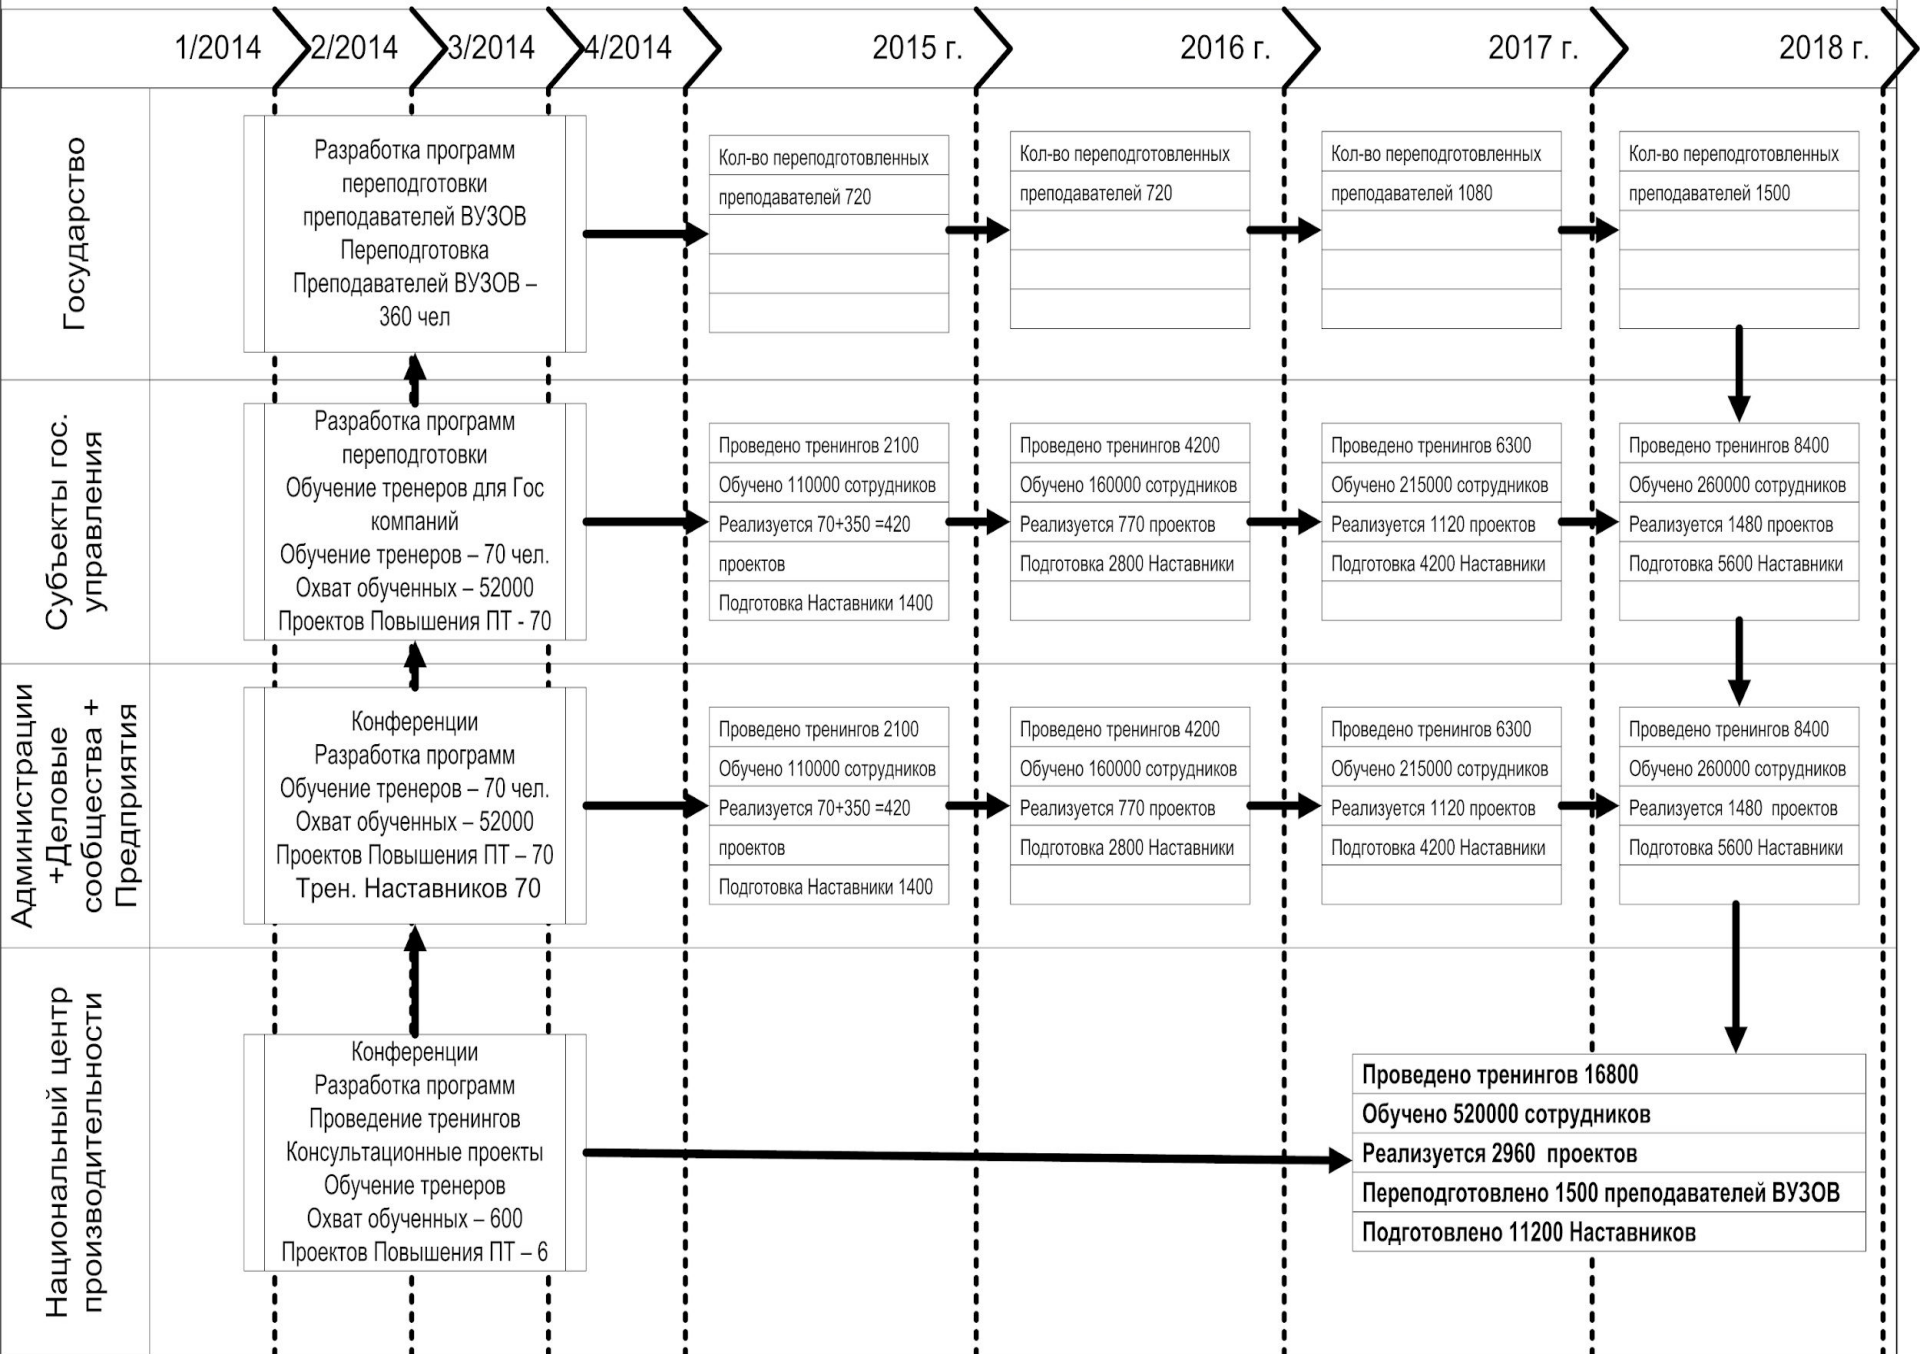 1/2014
2/2014
3/2014
4/2014
2015 г.
2016 г.
2017 г.
2018 г.
Государство
Разработка программ
переподготовки
преподавателей ВУЗОВ
Переподготовка
Преподавателей ВУЗОВ –
360 чел
Кол-во переподготовленных
преподавателей 720
Кол-во переподготовленных
преподавателей 720
Кол-во переподготовленных
преподавателей 1080
Кол-во переподготовленных
преподавателей 1500
Субъекты гос.
управления
Разработка программ
переподготовки
Обучение тренеров для Гос
компаний
Обучение тренеров – 70 чел.
Охват обученных – 52000
Проектов Повышения ПТ - 70
Проведено тренингов 2100
Обучено 110000 сотрудников
Реализуется 70+350 =420
проектов
Подготовка Наставники 1400
Проведено тренингов 4200
Обучено 160000 сотрудников
Реализуется 770 проектов
Подготовка 2800 Наставники
Проведено тренингов 6300
Обучено 215000 сотрудников
Реализуется 1120 проектов
Подготовка 4200 Наставники
Проведено тренингов 8400
Обучено 260000 сотрудников
Реализуется 1480 проектов
Подготовка 5600 Наставники
Администрации
+Деловые
сообщества +
Предприятия
Конференции
Разработка программ
Обучение тренеров – 70 чел.
Охват обученных – 52000
Проектов Повышения ПТ – 70
Трен. Наставников 70
Проведено тренингов 2100
Обучено 110000 сотрудников
Реализуется 70+350 =420
проектов
Подготовка Наставники 1400
Проведено тренингов 4200
Обучено 160000 сотрудников
Реализуется 770 проектов
Подготовка 2800 Наставники
Проведено тренингов 6300
Обучено 215000 сотрудников
Реализуется 1120 проектов
Подготовка 4200 Наставники
Проведено тренингов 8400
Обучено 260000 сотрудников
Реализуется 1480 проектов
Подготовка 5600 Наставники
Национальный центр
производительности
Конференции
Разработка программ
Проведение тренингов
Консультационные проекты
Обучение тренеров
Охват обученных – 600
Проектов Повышения ПТ – 6
Проведено тренингов 16800
Обучено 520000 сотрудников
Реализуется 2960 проектов
Переподготовлено 1500 преподавателей ВУЗОВ
Подготовлено 11200 Наставников